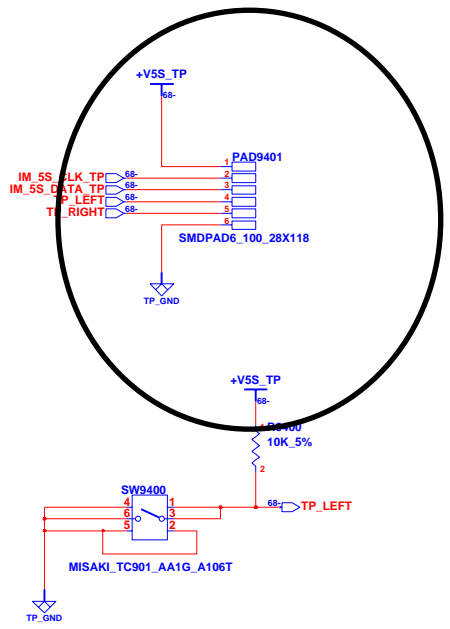 +V5S_TP
68-
PAD9401
1
IM_5S_CLK_TP 68- 2
IM_5S_DATA_TP 68- 3
TP_LEFT 68- 4
TP_RIGHT 68- 5
6
SMDPAD6_100_28X118
TP_GND
+V5S_TP
68-
1 R9400
10K_5%
2
SW9400
4 1 68- TP_LEFT
6 3
5 2
MISAKI_TC901_AA1G_A106T
TP_GND